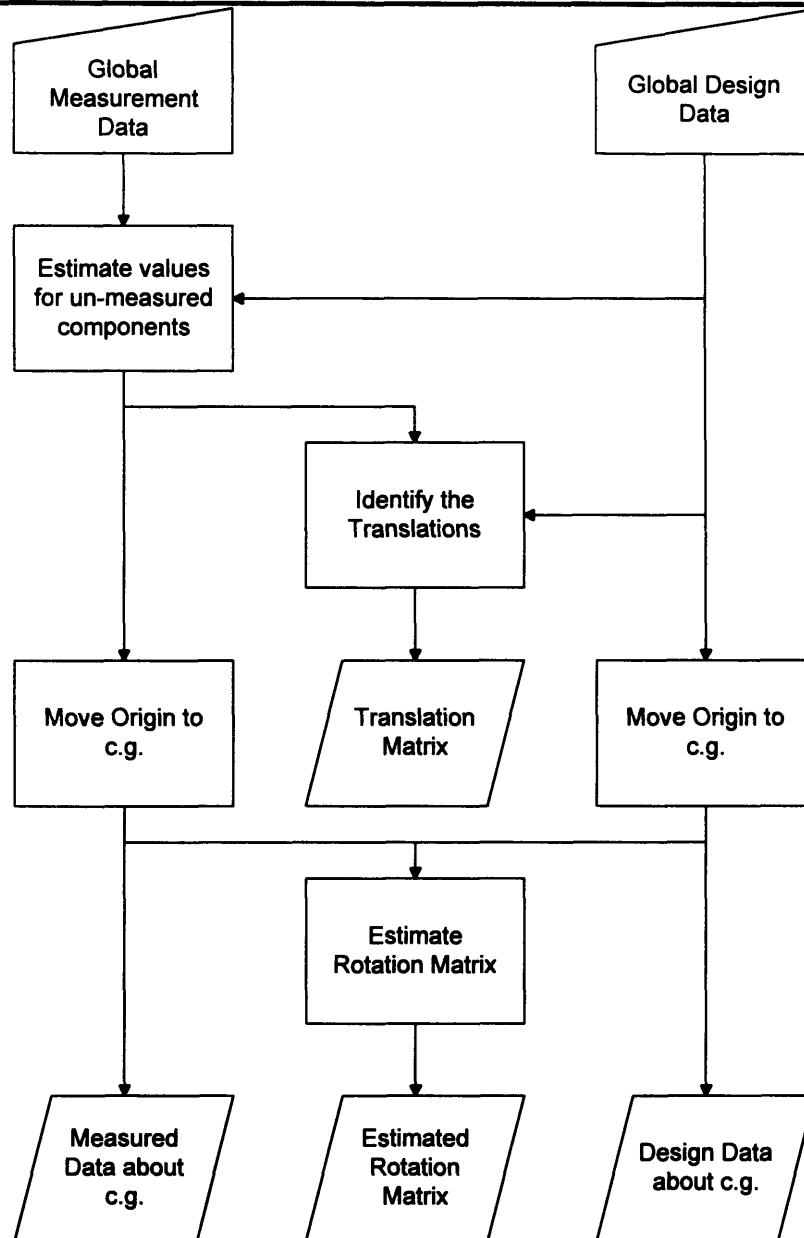 Global
Measurement
Data
Global Design
Data
Estimate values
for un-measured
components
Identify the
Translations
Move Origin to
c.g.
Translation
Matrix
Move Origin to
c.g.
Estimate
Rotation Matrix
Measured
Data about
c.g.
Estimated
Rotation
Matrix
Design Data
about c.g.